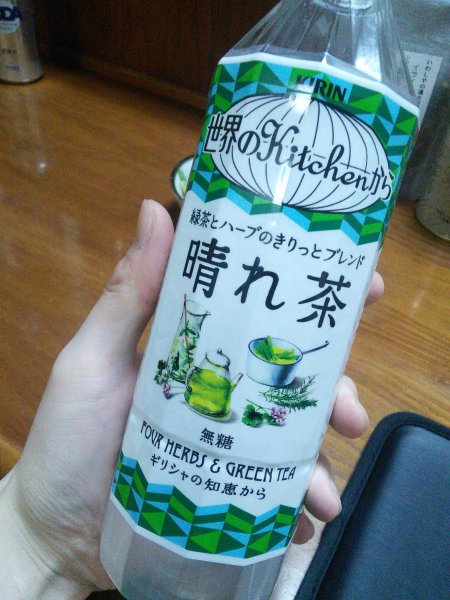 KIRIN
世界のKitchenから
緑茶とハーブのきりっとブレンド
晴れ茶
無糖
FOUR HERBS & GREEN TEA
ギリシャの知恵から